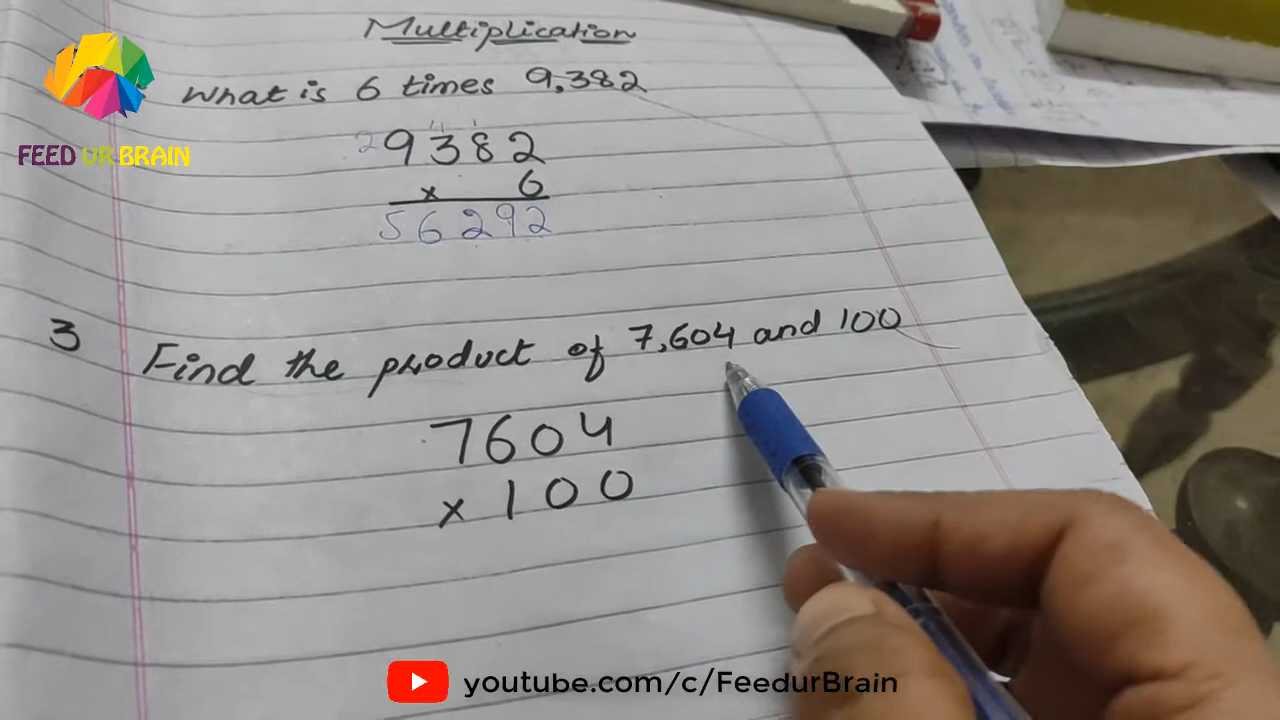 Multiplication
What is 6 times 9,382
2 4 1
9382
× 6
56292
3 Find the product of 7,604 and 100
7604
× 100
FEED UR BRAIN
youtube.com/c/FeedurBrain